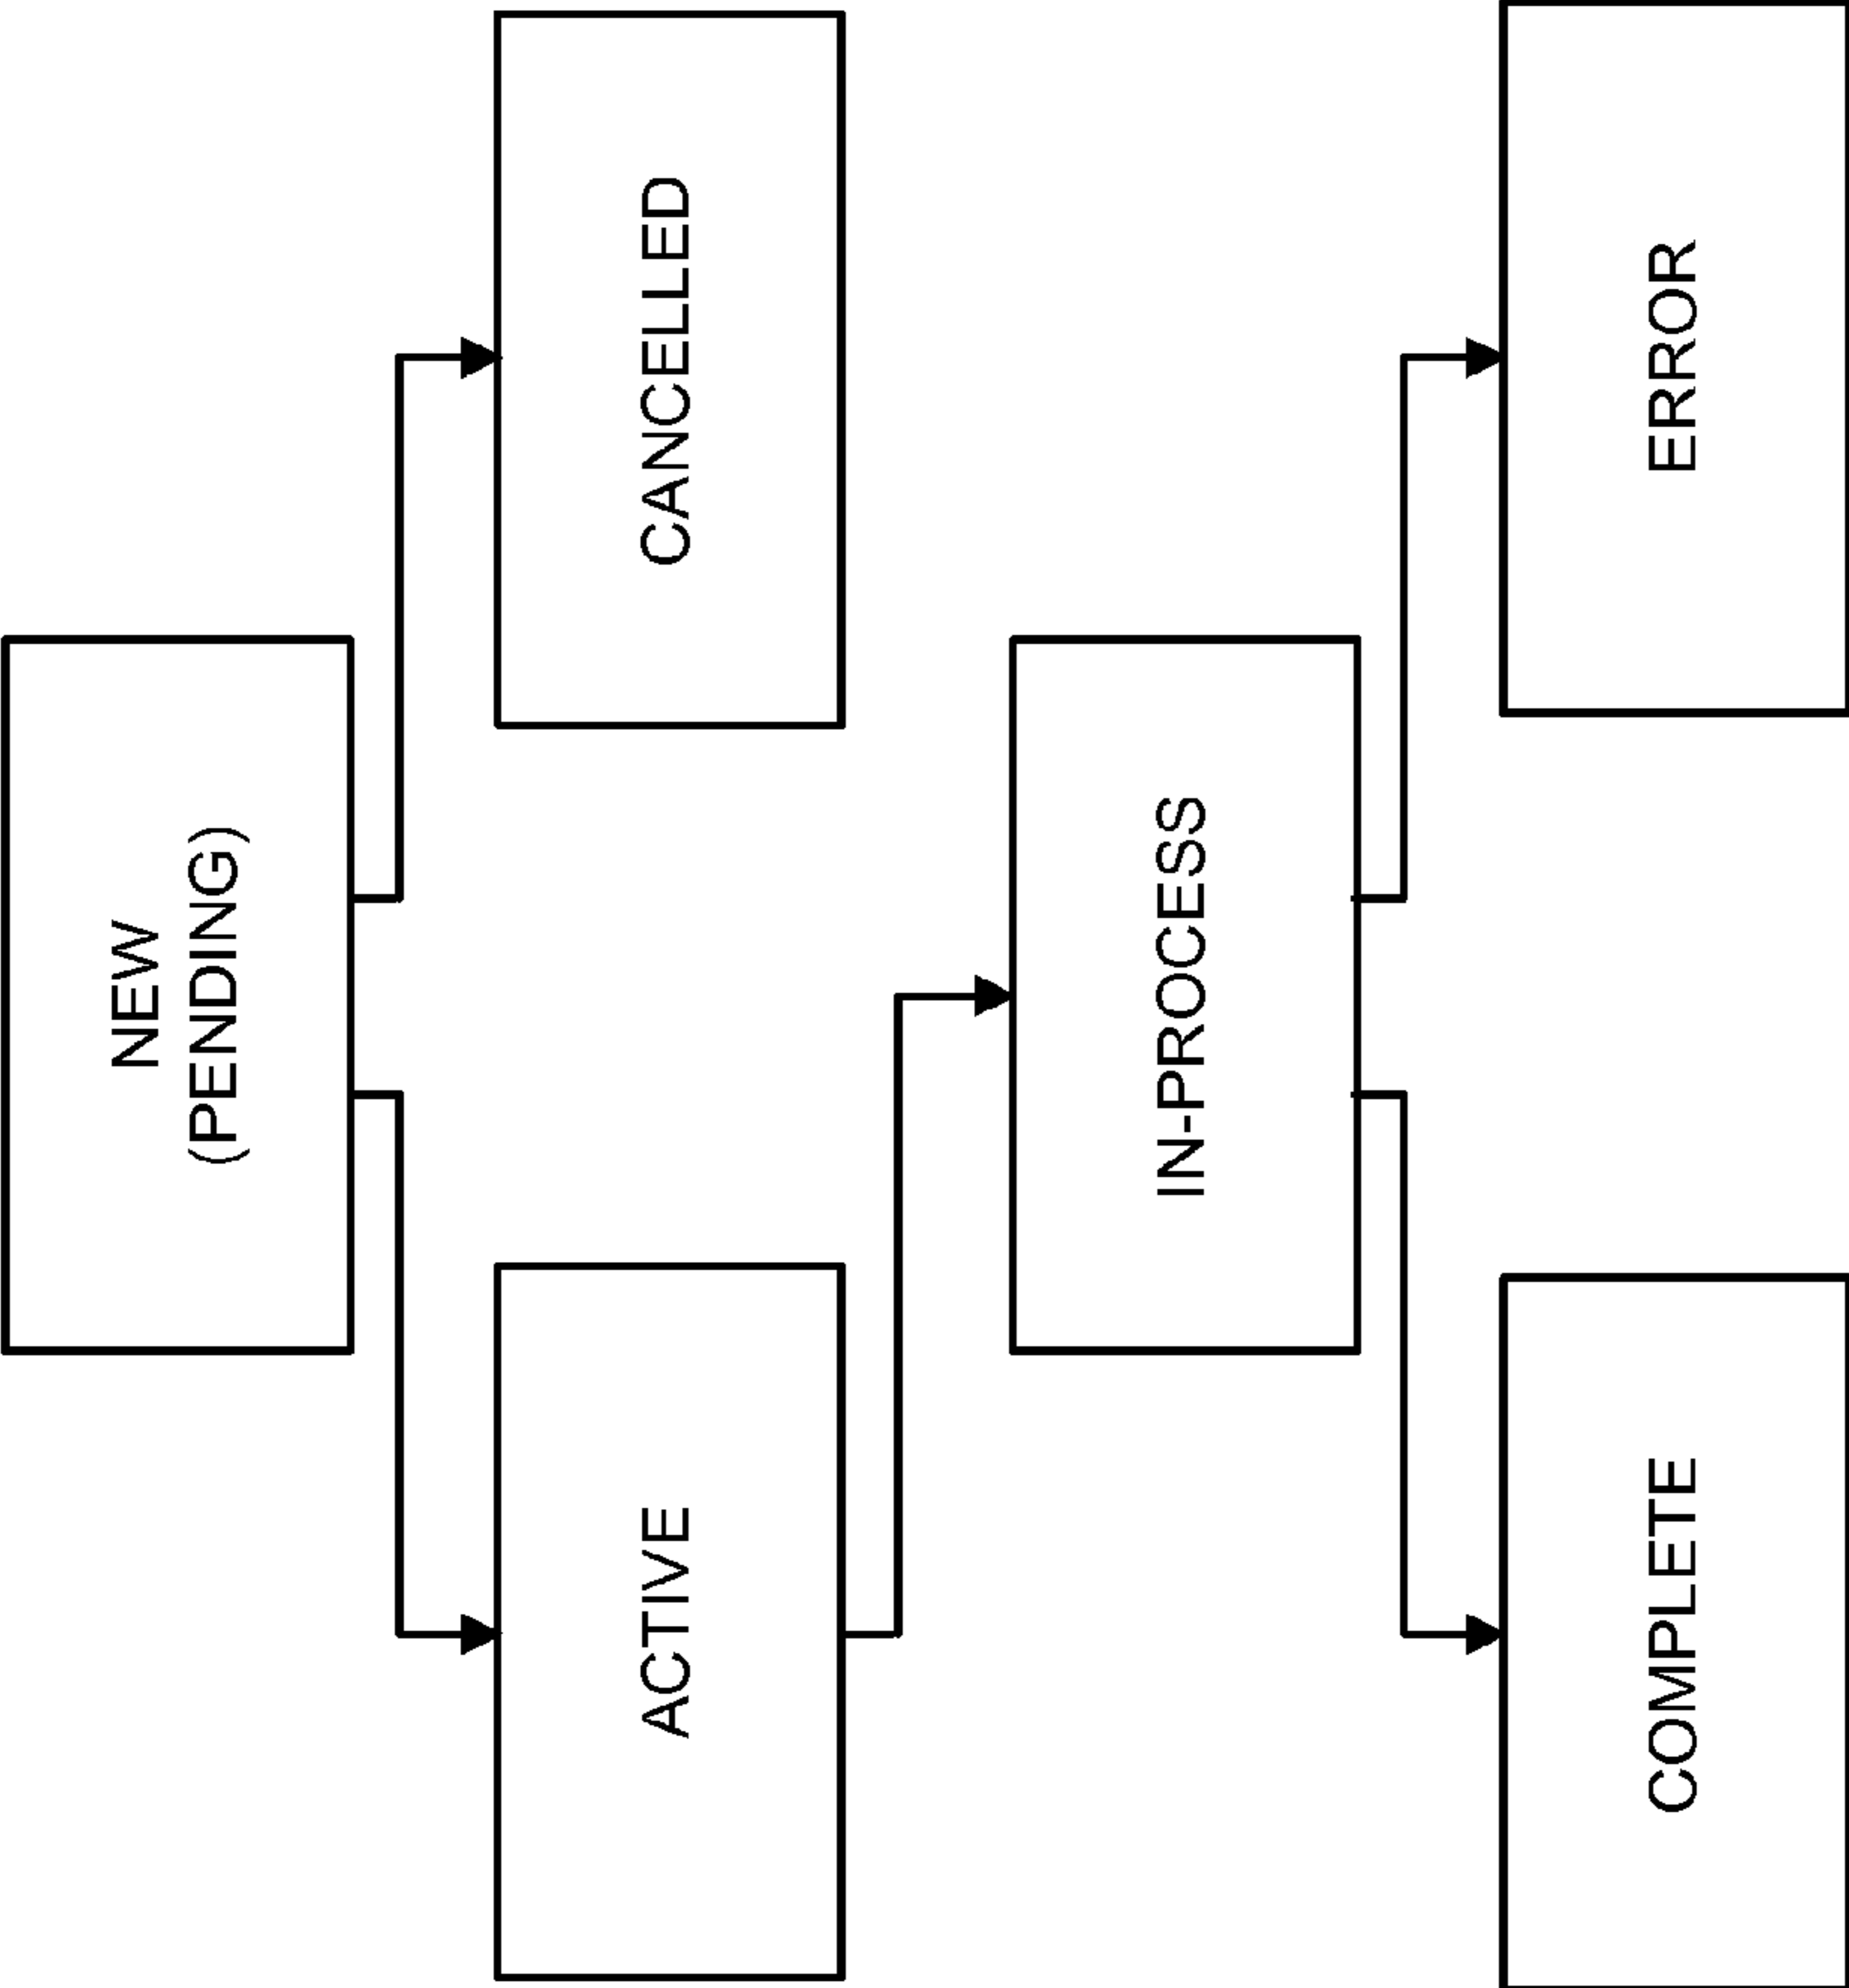 NEW
(PENDING)
ACTIVE
CANCELLED
IN-PROCESS
COMPLETE
ERROR